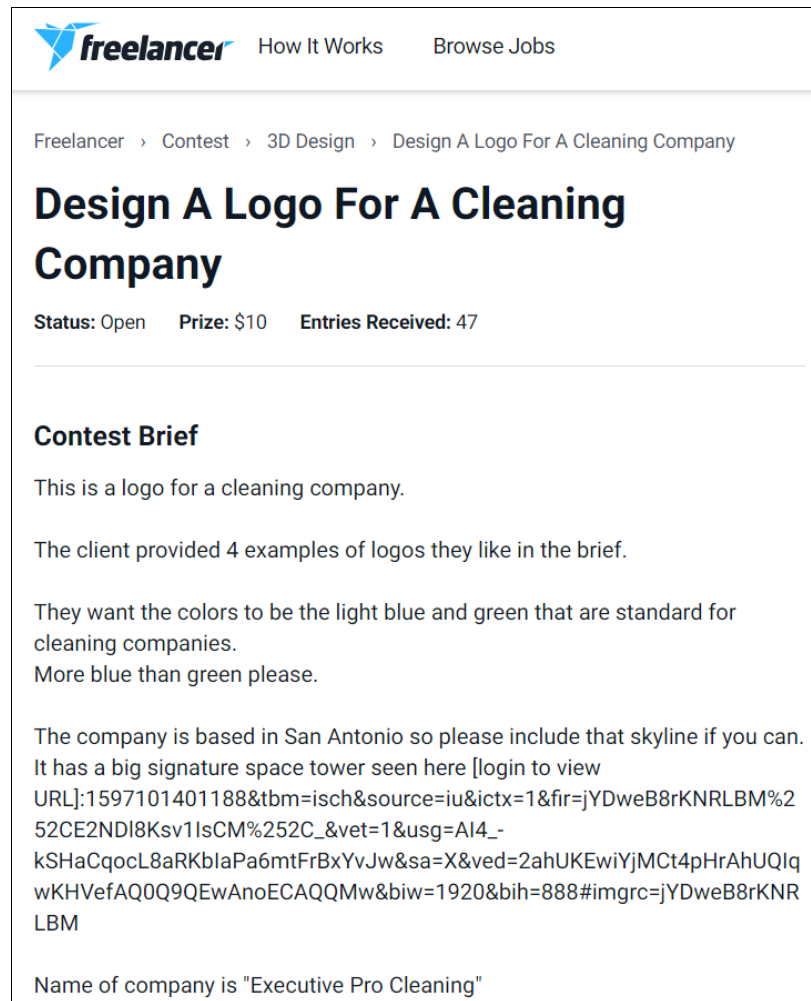 freelancer How It Works Browse Jobs
Freelancer › Contest › 3D Design › Design A Logo For A Cleaning Company
Design A Logo For A Cleaning
Company
Status: Open Prize: $10 Entries Received: 47
Contest Brief
This is a logo for a cleaning company.
The client provided 4 examples of logos they like in the brief.
They want the colors to be the light blue and green that are standard for
cleaning companies.
More blue than green please.
The company is based in San Antonio so please include that skyline if you can.
It has a big signature space tower seen here [login to view
URL]:1597101401188&tbm=isch&source=iu&ictx=1&fir=jYDweB8rKNRLBM%2
52CE2NDl8Ksv1IsCM%252C_&vet=1&usg=AI4_-
kSHaCqocL8aRKbIaPa6mtFrBxYvJw&sa=X&ved=2ahUKEwiYjMCt4pHrAhUQIq
wKHVefAQ0Q9QEwAnoECAQQMw&biw=1920&bih=888#imgrc=jYDweB8rKNR
LBM
Name of company is "Executive Pro Cleaning"